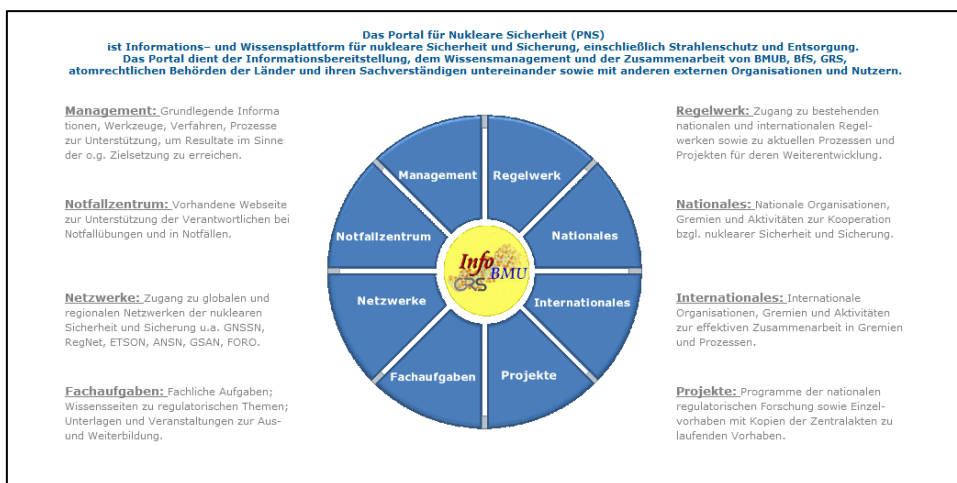 Das Portal für Nukleare Sicherheit (PNS)
ist Informations– und Wissensplattform für nukleare Sicherheit und Sicherung, einschließlich Strahlenschutz und Entsorgung.
Das Portal dient der Informationsbereitstellung, dem Wissensmanagement und der Zusammenarbeit von BMUB, BfS, GRS,
atomrechtlichen Behörden der Länder und ihren Sachverständigen untereinander sowie mit anderen externen Organisationen und Nutzern.
Management: Grundlegende Informa
tionen, Werkzeuge, Verfahren, Prozesse
zur Unterstützung, um Resultate im Sinne
der o.g. Zielsetzung zu erreichen.
Notfallzentrum: Vorhandene Webseite
zur Unterstützung der Verantwortlichen bei
Notfallübungen und in Notfällen.
Netzwerke: Zugang zu globalen und
regionalen Netzwerken der nuklearen
Sicherheit und Sicherung u.a. GNSSN,
RegNet, ETSON, ANSN, GSAN, FORO.
Fachaufgaben: Fachliche Aufgaben;
Wissensseiten zu regulatorischen Themen;
Unterlagen und Veranstaltungen zur Aus-
und Weiterbildung.
Management
Regelwerk
Notfallzentrum
Nationales
Info
BMU
GRS
Netzwerke
Internationales
Fachaufgaben
Projekte
Regelwerk: Zugang zu bestehenden
nationalen und internationalen Regel-
werken sowie zu aktuellen Prozessen und
Projekten für deren Weiterentwicklung.
Nationales: Nationale Organisationen,
Gremien und Aktivitäten zur Kooperation
bzgl. nuklearer Sicherheit und Sicherung.
Internationales: Internationale
Organisationen, Gremien und Aktivitäten
zur effektiven Zusammenarbeit in Gremien
und Prozessen.
Projekte: Programme der nationalen
regulatorischen Forschung sowie Einzel-
vorhaben mit Kopien der Zentralakten zu
laufenden Vorhaben.